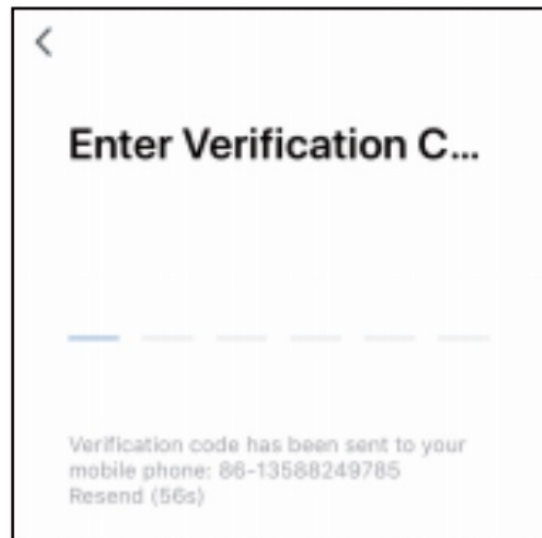 Enter Verification C...
Verification code has been sent to your
mobile phone: 86-13588249785
Resend (56s)